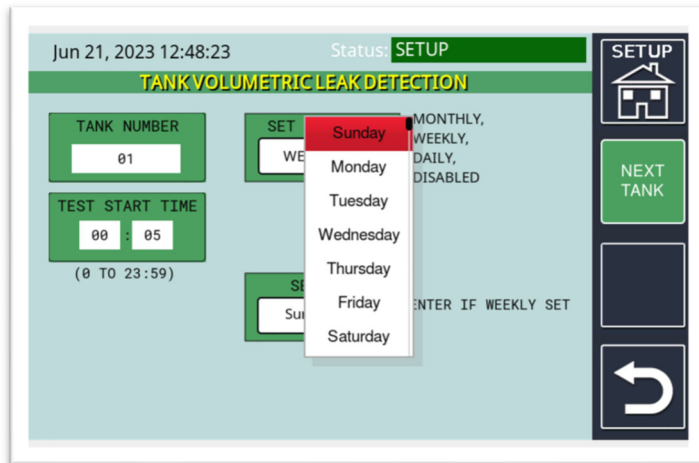 Jun 21, 2023 12:48:23
Status: SETUP
TANK VOLUMETRIC LEAK DETECTION
TANK NUMBER
01
TEST START TIME
00 : 05
(0 TO 23:59)
SET
MONTHLY,
WEEKLY,
DAILY,
DISABLED
Sunday
Monday
Tuesday
Wednesday
Thursday
Friday
Saturday
ENTER IF WEEKLY SET
SETUP
NEXT
TANK